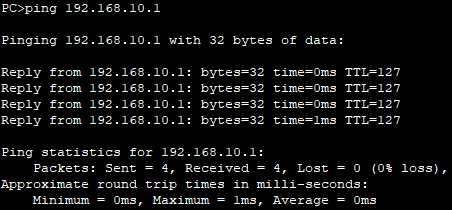 PC>ping 192.168.10.1
Pinging 192.168.10.1 with 32 bytes of data:
Reply from 192.168.10.1: bytes=32 time=0ms TTL=127
Reply from 192.168.10.1: bytes=32 time=0ms TTL=127
Reply from 192.168.10.1: bytes=32 time=0ms TTL=127
Reply from 192.168.10.1: bytes=32 time=1ms TTL=127
Ping statistics for 192.168.10.1:
Packets: Sent = 4, Received = 4, Lost = 0 (0% loss),
Approximate round trip times in milli-seconds:
Minimum = 0ms, Maximum = 1ms, Average = 0ms